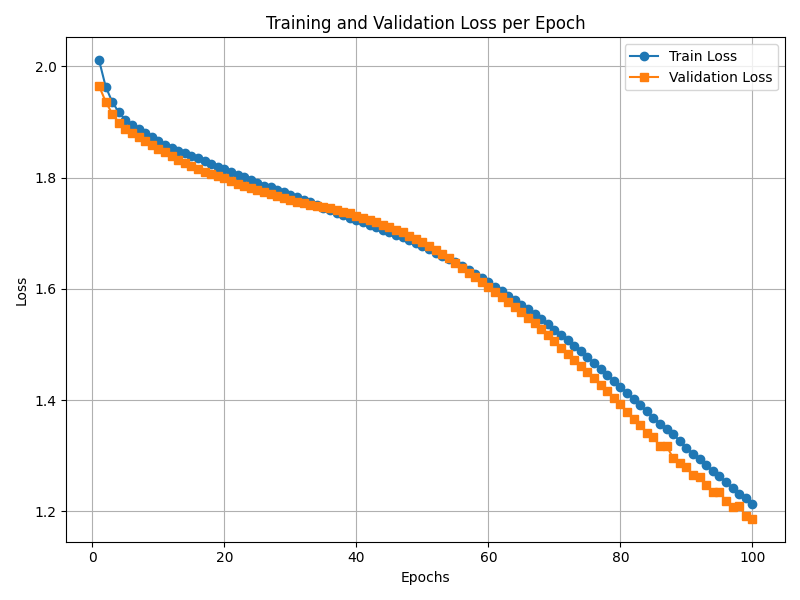 Training and Validation Loss per Epoch
Train Loss
Validation Loss
Loss
2.0
1.8
1.6
1.4
1.2
0 20 40 60 80 100
Epochs